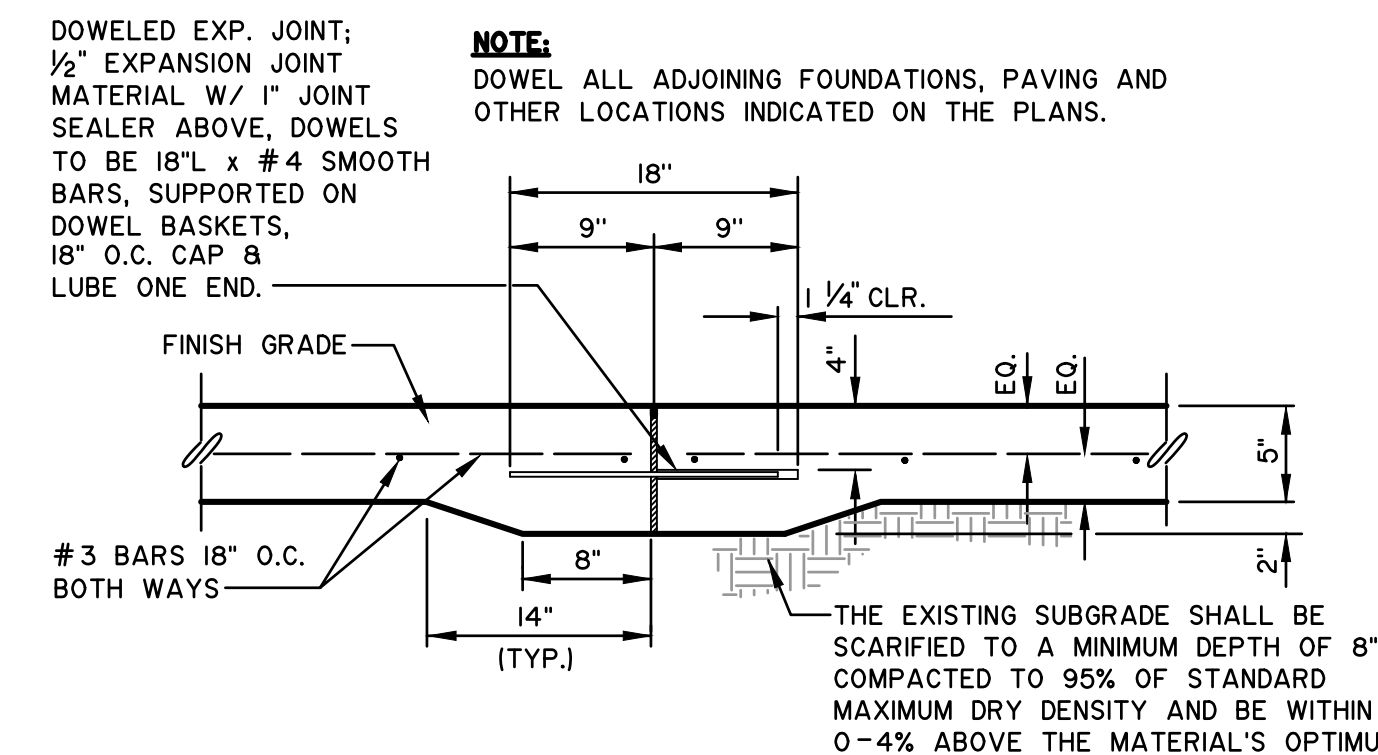 DOWELED EXP. JOINT;
½" EXPANSION JOINT
MATERIAL W/ 1" JOINT
SEALER ABOVE, DOWELS
TO BE 18"L x #4 SMOOTH
BARS, SUPPORTED ON
DOWEL BASKETS,
18" O.C. CAP &
LUBE ONE END.
NOTE:
DOWEL ALL ADJOINING FOUNDATIONS, PAVING AND
OTHER LOCATIONS INDICATED ON THE PLANS.
18"
9"
9"
1 ¼" CLR.
FINISH GRADE
4"
EQ.
EQ.
5"
2"
#3 BARS 18" O.C.
BOTH WAYS
8"
14"
(TYP.)
THE EXISTING SUBGRADE SHALL BE
SCARIFIED TO A MINIMUM DEPTH OF 8"
COMPACTED TO 95% OF STANDARD
MAXIMUM DRY DENSITY AND BE WITHIN
0-4% ABOVE THE MATERIAL'S OPTIMU